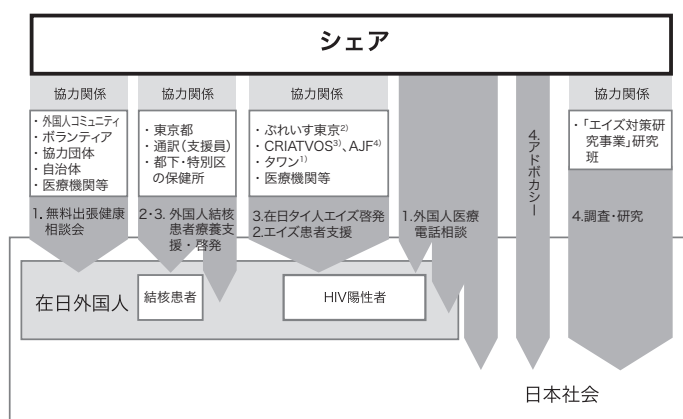 シェア
協力関係
・外国人コミュニティ
・ボランティア
・協力団体
・自治体
・医療機関等
1. 無料出張健康
相談会
協力関係
・東京都
・通訳（支援員）
・都下・特別区
の保健所
2・3. 外国人結核
患者療養支
援・啓発
協力関係
・ぷれいす東京2)
・CRIATVOS3)、AJF4)
・タワン1)
・医療機関等
3.在日タイ人エイズ啓発
2.エイズ患者支援
1.外国人医療
電話相談
4.アドボカシー
協力関係
・「エイズ対策研
究事業」研究
班
4.調査・研究
在日外国人
結核患者
HIV陽性者
日本社会